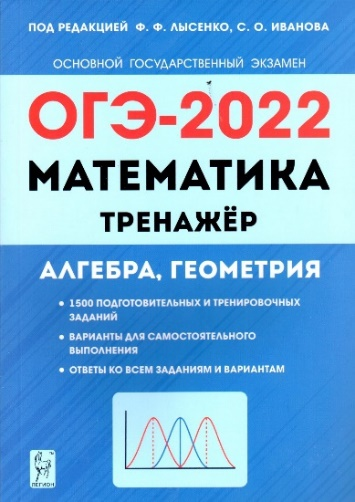 ПОД РЕДАКЦИЕЙ Ф. Ф. ЛЫСЕНКО, С. О. ИВАНОВА
ОСНОВНОЙ ГОСУДАРСТВЕННЫЙ ЭКЗАМЕН
ОГЭ-2022
МАТЕМАТИКА
ТРЕНАЖЁР
АЛГЕБРА, ГЕОМЕТРИЯ
• 1500 ПОДГОТОВИТЕЛЬНЫХ И ТРЕНИРОВОЧНЫХ
ЗАДАНИЙ
• ВАРИАНТЫ ДЛЯ САМОСТОЯТЕЛЬНОГО
ВЫПОЛНЕНИЯ
• ОТВЕТЫ КО ВСЕМ ЗАДАНИЯМ И ВАРИАНТАМ
ЛЕГИОН